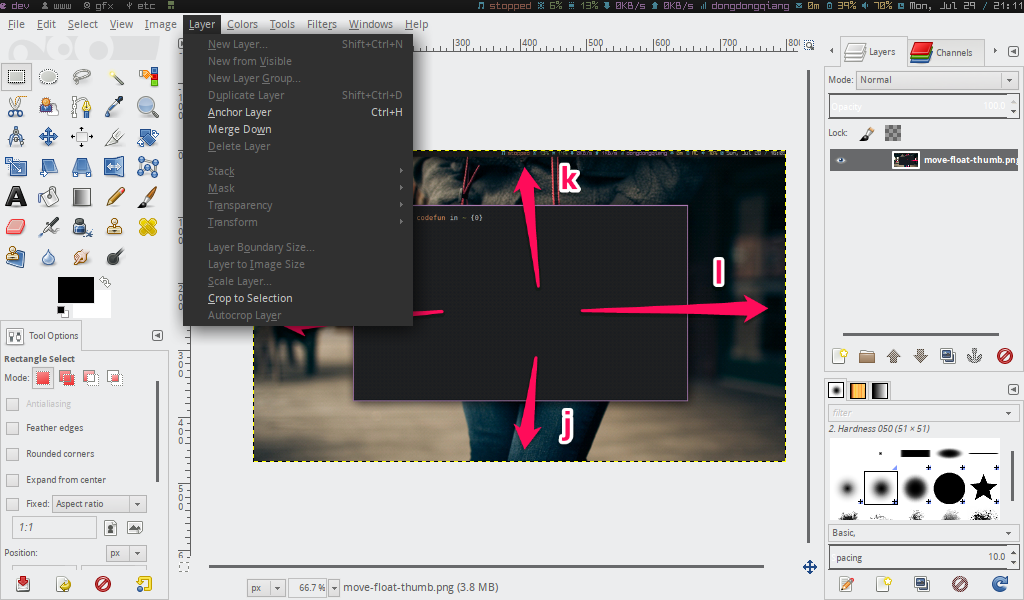 dev www gfx etc stopped 6% 13% 0KB/s 0KB/s dongdongqiang 0m 39% 70% Mon, Jul 29 / 21:11
File Edit Select View Image Layer Colors Tools Filters Windows Help
New Layer... Shift+Ctrl+N
New from Visible
New Layer Group...
Duplicate Layer Shift+Ctrl+D
Anchor Layer Ctrl+H
Merge Down
Delete Layer
Stack
Mask
Transparency
Transform
Layer Boundary Size...
Layer to Image Size
Scale Layer...
Crop to Selection
Autocrop Layer
300 400 500 600 700
k
codefun in ~ {0}
l
j
Tool Options
Rectangle Select
Mode:
Antialiasing
Feather edges
Rounded corners
Expand from center
Fixed: Aspect ratio
1:1
Position: px
px 66.7 % move-float-thumb.png (3.8 MB)
Layers Channels
Mode: Normal
Opacity 100.0
Lock:
move-float-thumb.png
filter
2. Hardness 050 (51 × 51)
Basic,
pacing 10.0